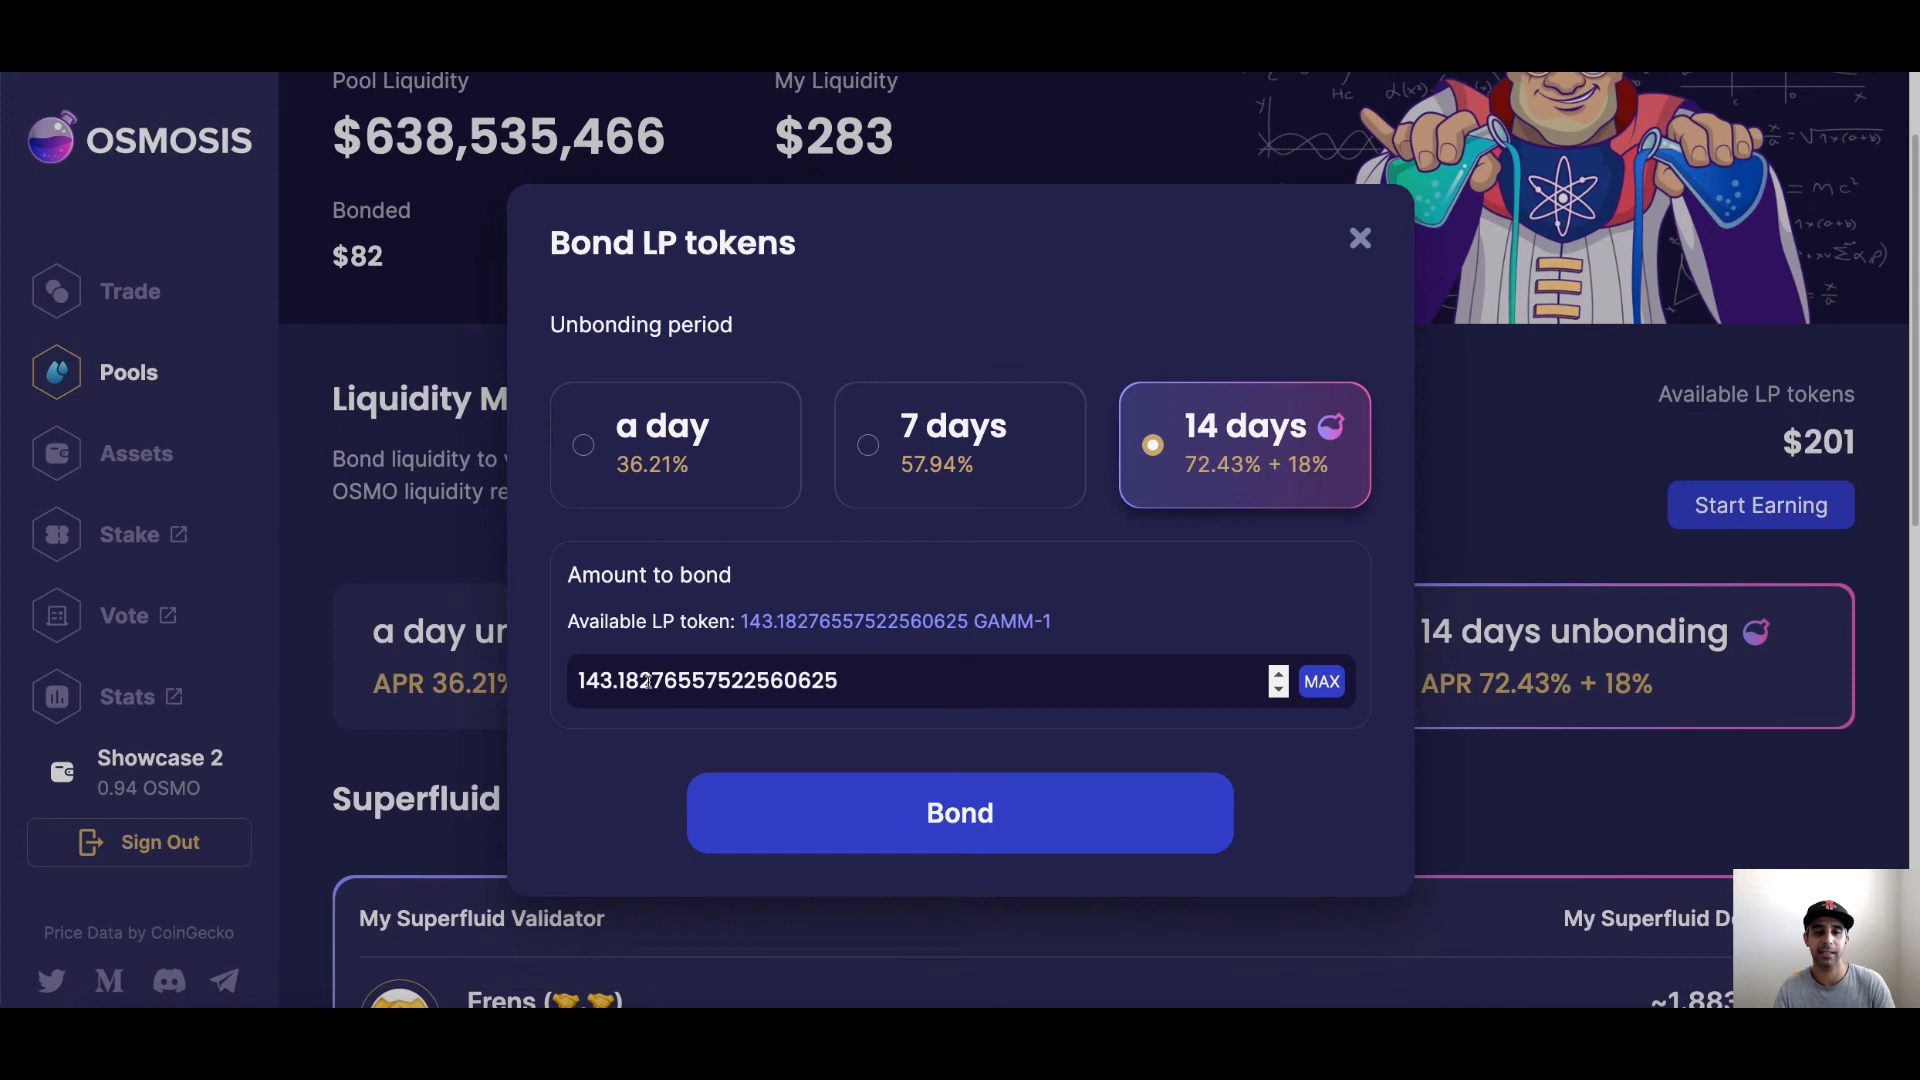 Pool Liquidity
My Liquidity
$638,535,466
$283
Bonded
$82
OSMOSIS
Trade
Pools
Assets
Stake
Vote
Stats
Showcase 2
0.94 OSMO
Sign Out
Price Data by CoinGecko
Bond LP tokens
Unbonding period
a day
36.21%
7 days
57.94%
14 days
72.43% + 18%
Amount to bond
Available LP token: 143.18276557522560625 GAMM-1
143.18276557522560625
MAX
Bond
Liquidity M
Bond liquidity to
OSMO liquidity
Available LP tokens
$201
Start Earning
a day
APR 36.21%
14 days unbonding
APR 72.43% + 18%
Superfluid
My Superfluid Validator
My Superfluid
Frens
~1.883